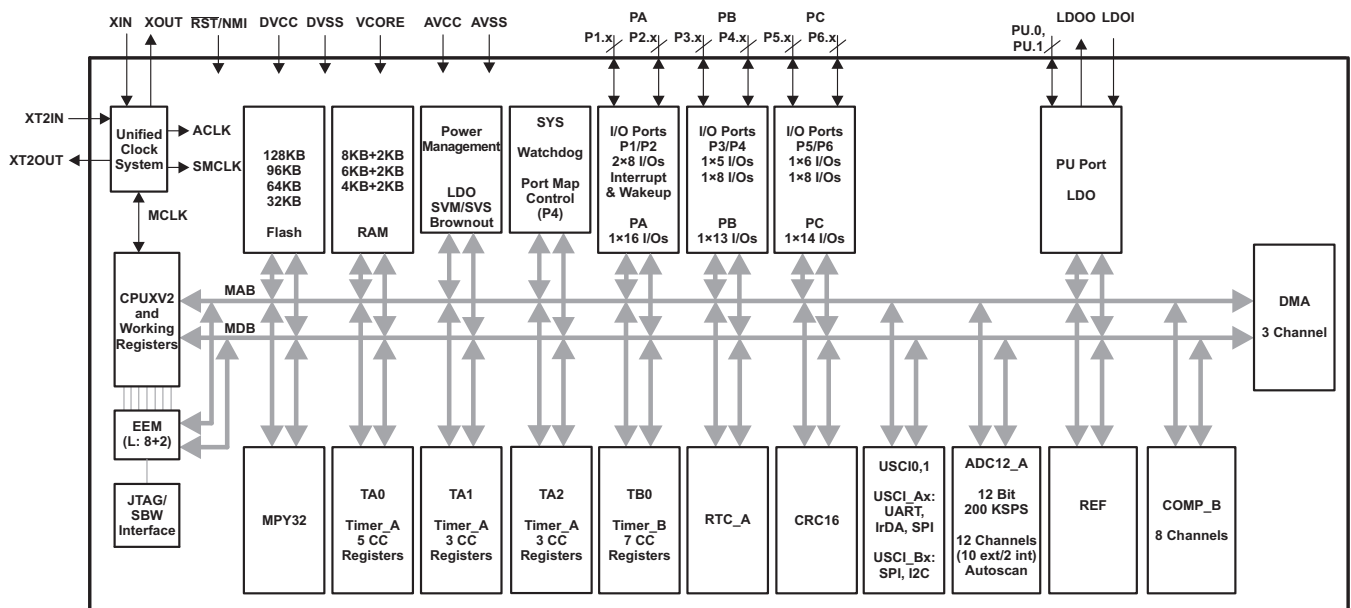 XIN XOUT RST/NMI DVCC DVSS VCORE AVCC AVSS
PA PB PC
P1.x P2.x P3.x P4.x P5.x P6.x
PU.0,
PU.1
LDOO LDOI
XT2IN
XT2OUT
Unified
Clock
System
ACLK
SMCLK
MCLK
128KB
96KB
64KB
32KB
Flash
8KB+2KB
6KB+2KB
4KB+2KB
RAM
Power
Management
LDO
SVM/SVS
Brownout
SYS
Watchdog
Port Map
Control
(P4)
I/O Ports
P1/P2
2×8 I/Os
Interrupt
& Wakeup
PA
1×16 I/Os
I/O Ports
P3/P4
1×5 I/Os
1×8 I/Os
PB
1×13 I/Os
I/O Ports
P5/P6
1×6 I/Os
1×8 I/Os
PC
1×14 I/Os
PU Port
LDO
CPUXV2
and
Working
Registers
MAB
MDB
DMA
3 Channel
EEM
(L: 8+2)
JTAG/
SBW
Interface
MPY32
TA0
Timer_A
5 CC
Registers
TA1
Timer_A
3 CC
Registers
TA2
Timer_A
3 CC
Registers
TB0
Timer_B
7 CC
Registers
RTC_A
CRC16
USCI0,1
USCI_Ax:
UART,
IrDA, SPI
USCI_Bx:
SPI, I2C
ADC12_A
12 Bit
200 KSPS
12 Channels
(10 ext/2 int)
Autoscan
REF
COMP_B
8 Channels